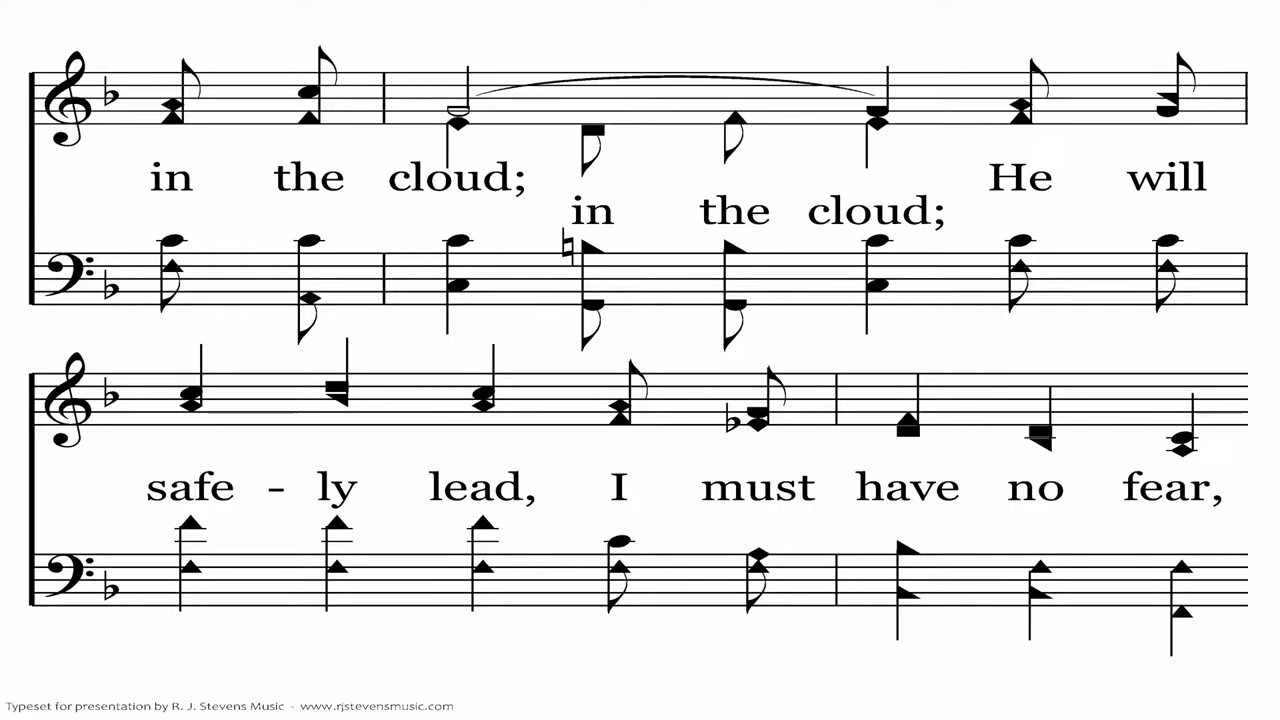 in the cloud; He will
in the cloud;
safe - ly lead, I must have no fear,
Typeset for presentation by R. J. Stevens Music - www.rjstevensmusic.com